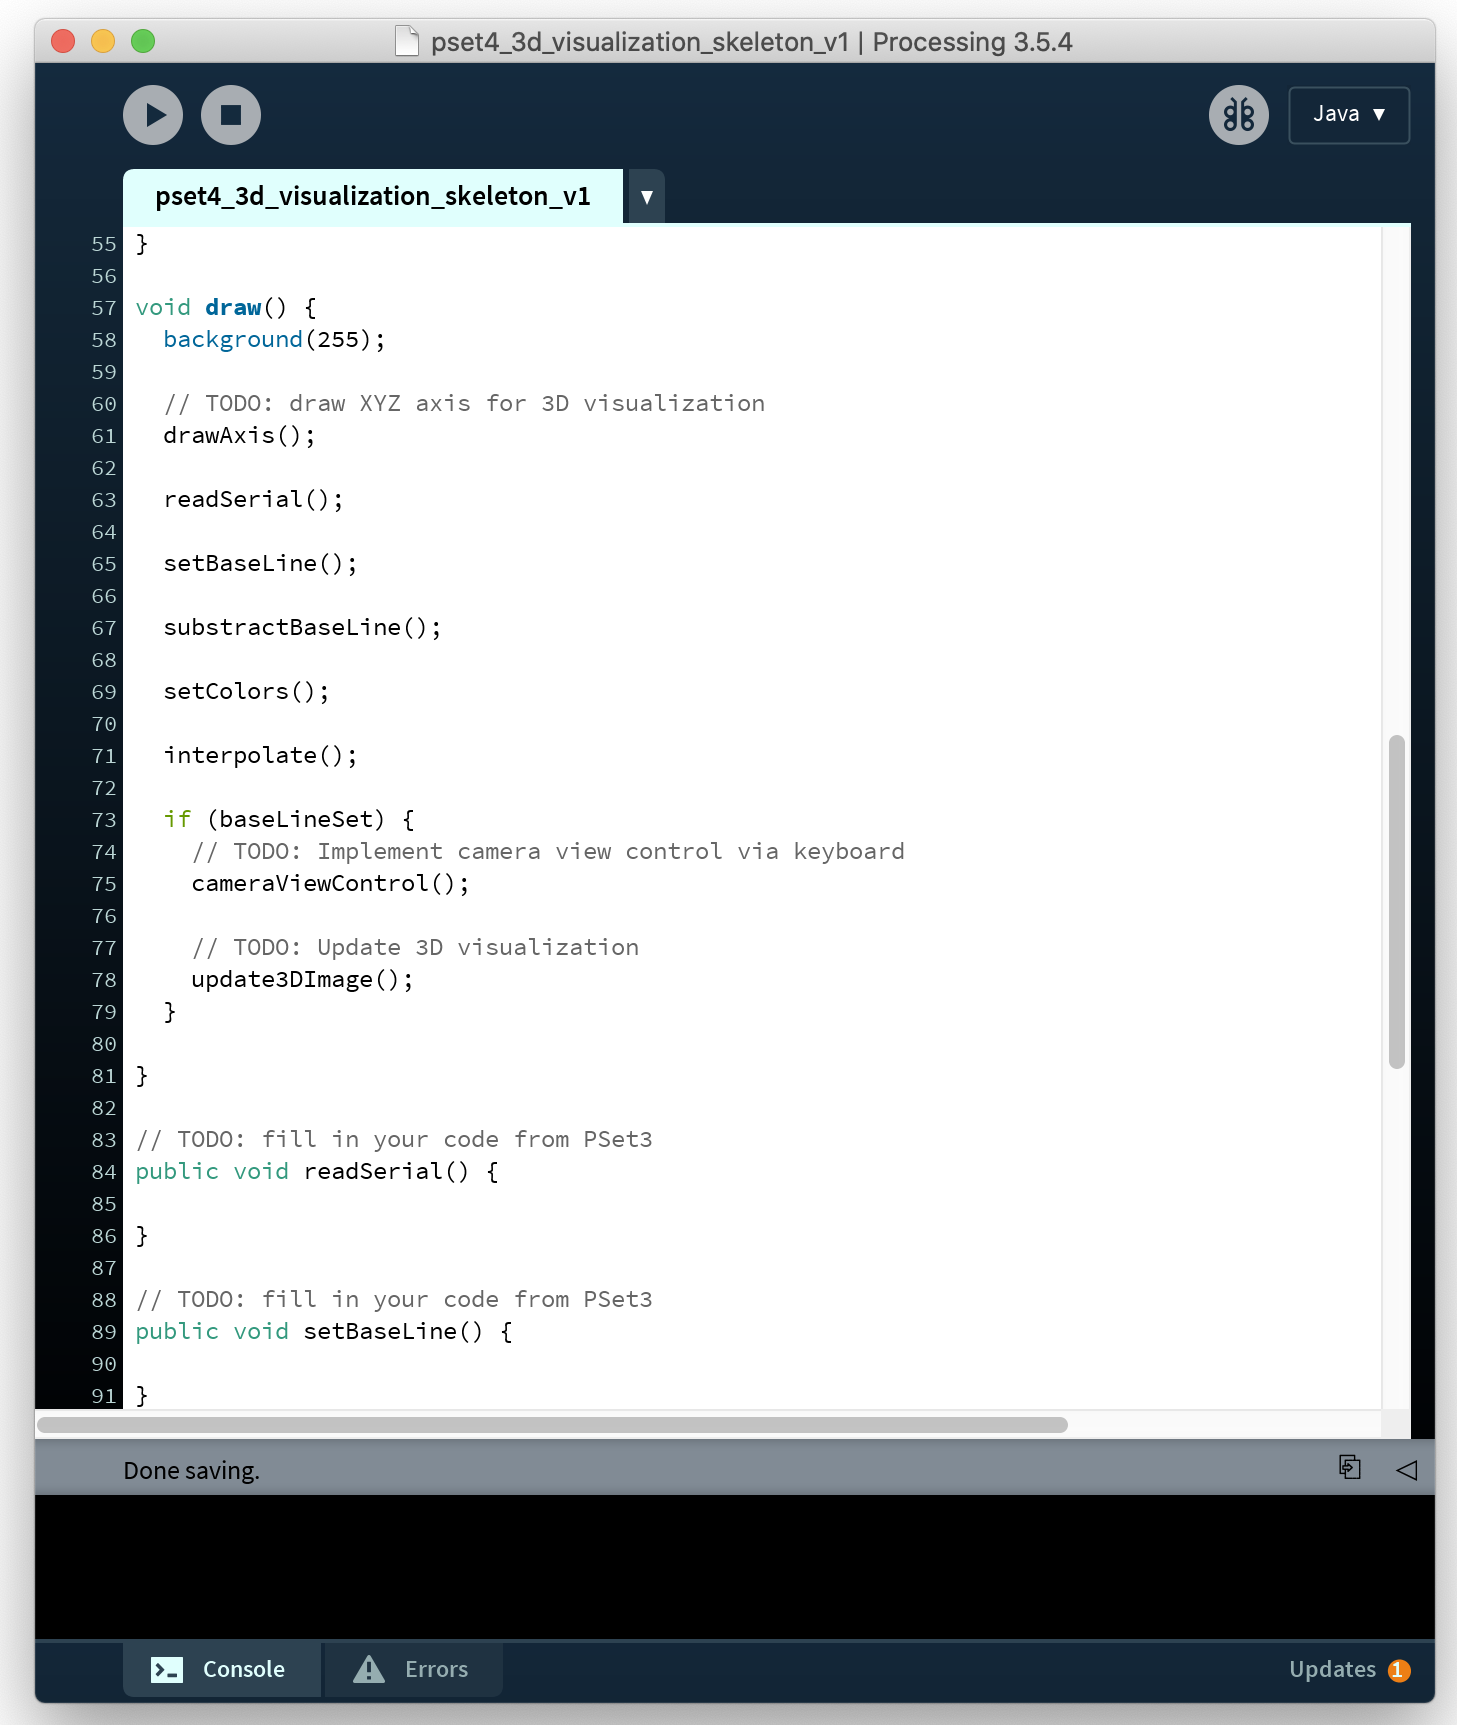 pset4_3d_visualization_skeleton_v1 | Processing 3.5.4
Java ▼
pset4_3d_visualization_skeleton_v1 ▼
55 }
56
57 void draw() {
58   background(255);
59
60   // TODO: draw XYZ axis for 3D visualization
61   drawAxis();
62
63   readSerial();
64
65   setBaseLine();
66
67   substractBaseLine();
68
69   setColors();
70
71   interpolate();
72
73   if (baseLineSet) {
74     // TODO: Implement camera view control via keyboard
75     cameraViewControl();
76
77     // TODO: Update 3D visualization
78     update3DImage();
79   }
80
81 }
82
83 // TODO: fill in your code from PSet3
84 public void readSerial() {
85
86 }
87
88 // TODO: fill in your code from PSet3
89 public void setBaseLine() {
90
91 }
Done saving.
Console Errors Updates 1